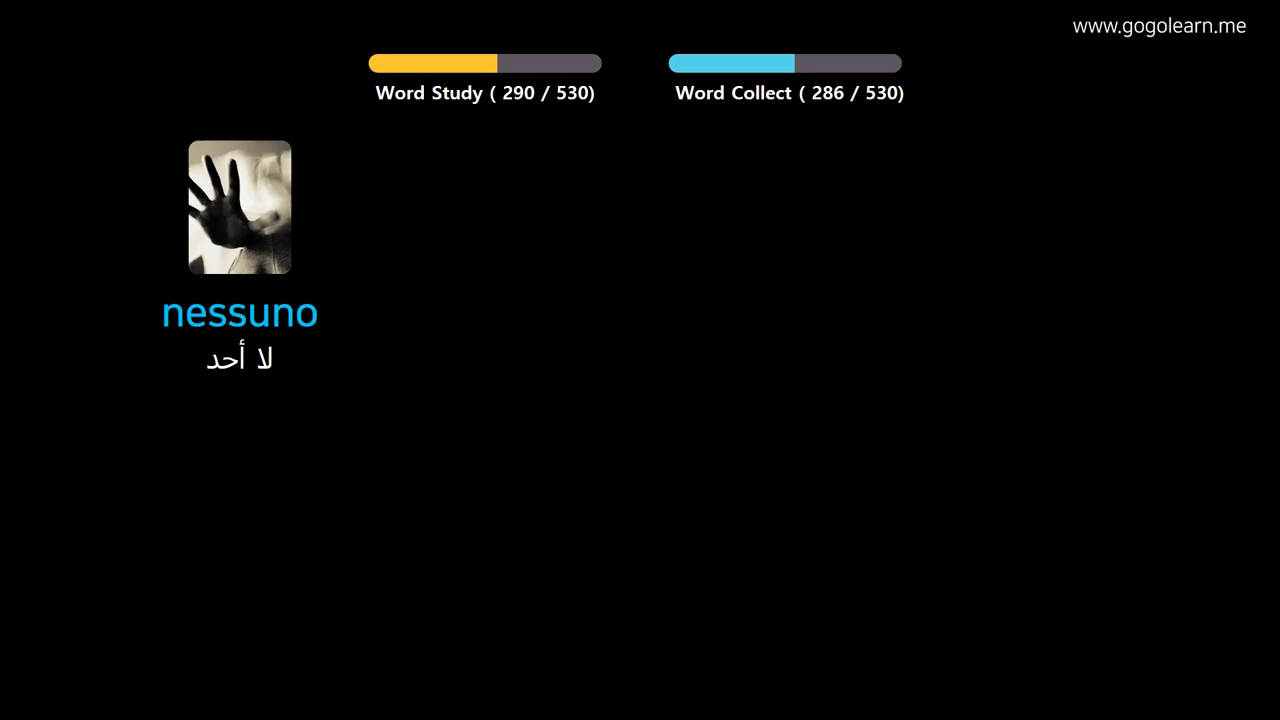 www.gogolearn.me
Word Study ( 290 / 530)
Word Collect ( 286 / 530)
nessuno
لا أحد